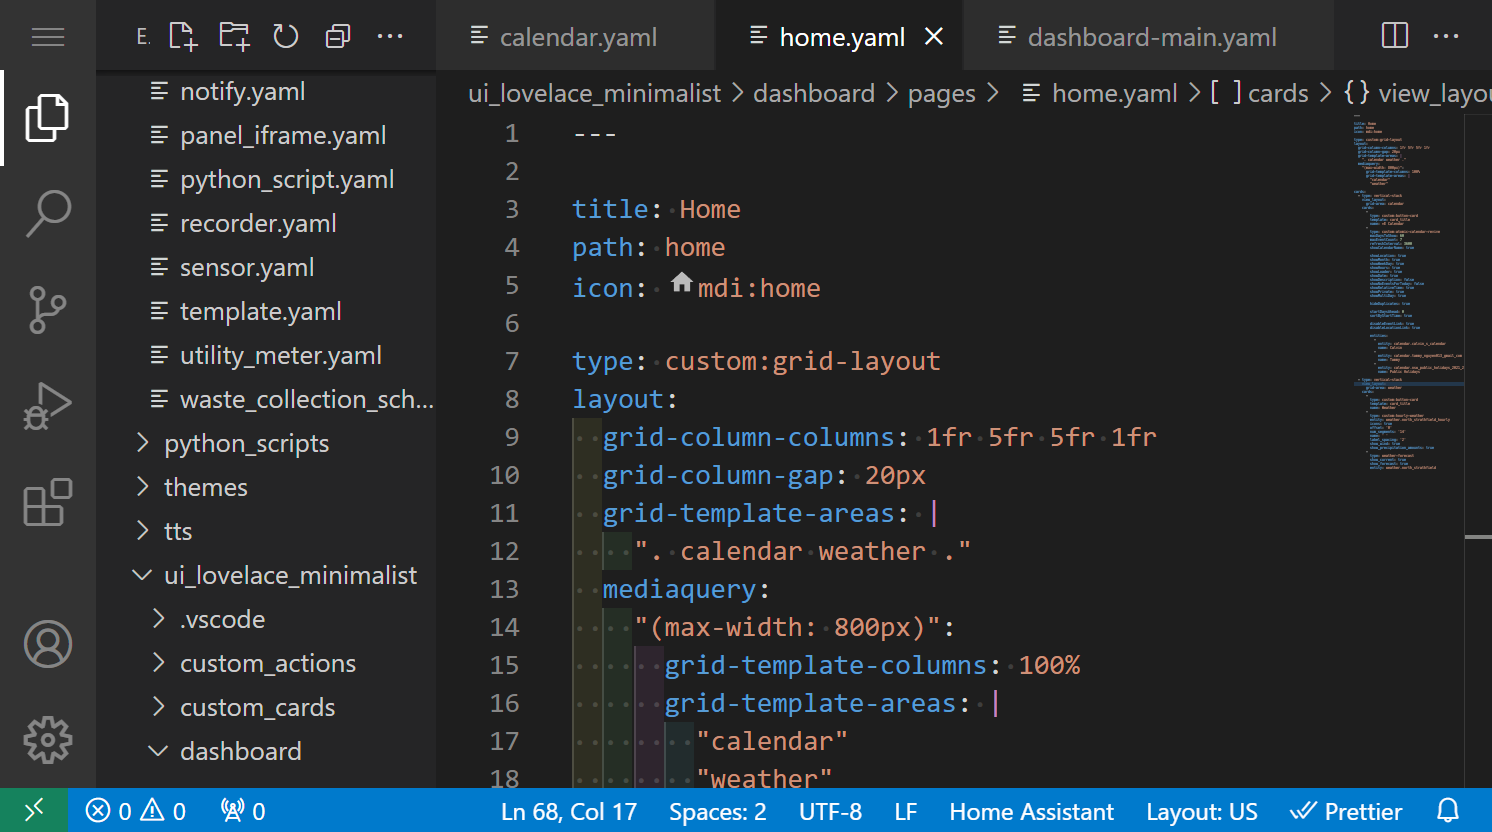 E.
calendar.yaml
home.yaml
dashboard-main.yaml
notify.yaml
panel_iframe.yaml
python_script.yaml
recorder.yaml
sensor.yaml
template.yaml
utility_meter.yaml
waste_collection_sch...
python_scripts
themes
tts
ui_lovelace_minimalist
.vscode
custom_actions
custom_cards
dashboard
ui_lovelace_minimalist > dashboard > pages > home.yaml > [ ] cards > {} view_layou
1 ---
2
3 title: Home
4 path: home
5 icon: mdi:home
6
7 type: custom:grid-layout
8 layout:
9 grid-column-columns: 1fr 5fr 5fr 1fr
10 grid-column-gap: 20px
11 grid-template-areas: |
12 ". calendar weather ."
13 mediaquery:
14 "(max-width: 800px)":
15 grid-template-columns: 100%
16 grid-template-areas: |
17 "calendar"
18 "weather"
0 0 0
Ln 68, Col 17 Spaces: 2 UTF-8 LF Home Assistant Layout: US Prettier